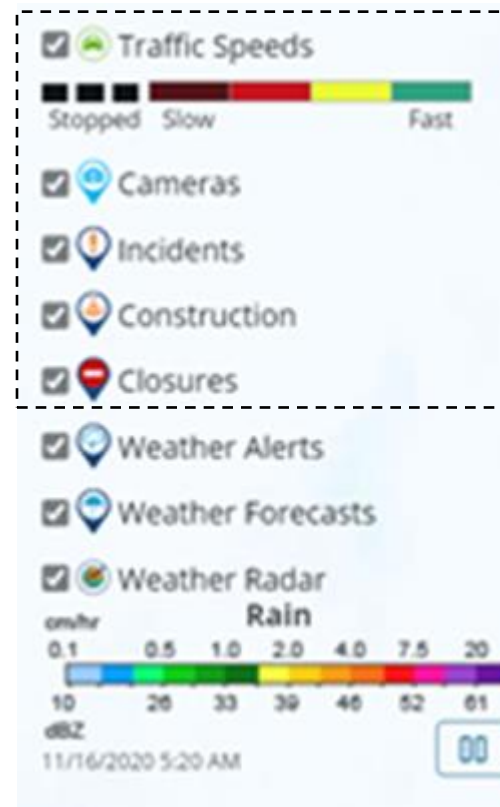 Traffic Speeds
Stopped Slow Fast
Cameras
Incidents
Construction
Closures
Weather Alerts
Weather Forecasts
Weather Radar
cm/hr Rain
0.1 0.5 1.0 2.0 4.0 7.5 20
10 26 33 39 46 52 61
dBZ
11/16/2020 5:20 AM